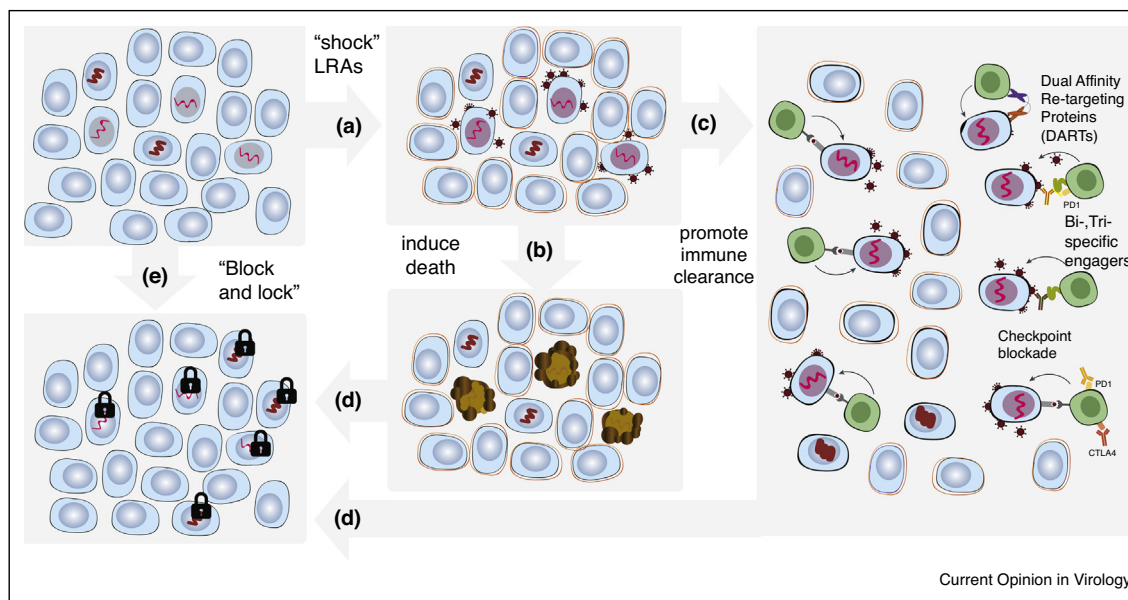 “shock”
LRAs
(a)
(c)
Dual Affinity
Re-targeting
Proteins
(DARTs)
PD1
Bi-,Tri-
specific
engagers
(e)
“Block
and lock”
induce
death
(b)
promote
immune
clearance
Checkpoint
blockade
PD1
CTLA4
(d)
(d)
Current Opinion in Virology